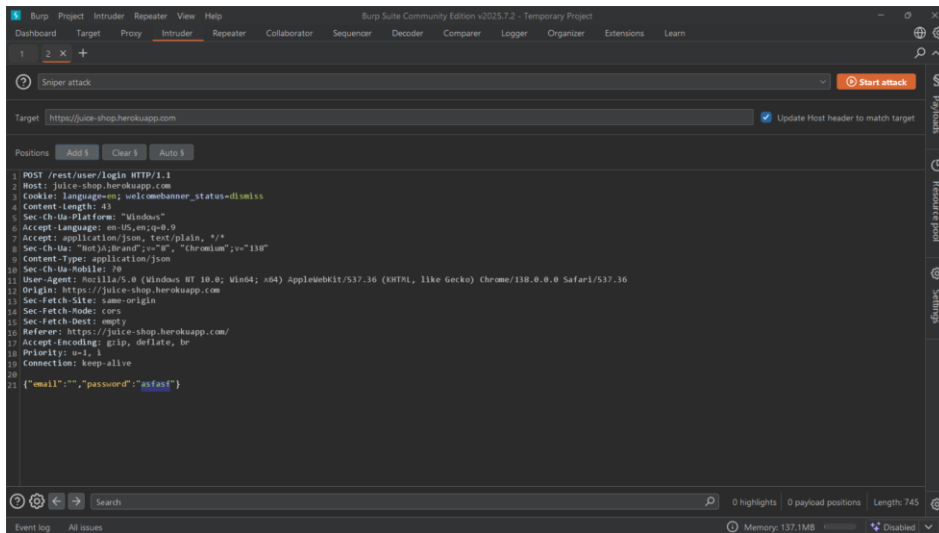 Burp Project Intruder Repeater View Help Burp Suite Community Edition v2025.7.2 - Temporary Project
Dashboard Target Proxy Intruder Repeater Collaborator Sequencer Decoder Comparer Logger Organizer Extensions Learn
1 2 × +
Sniper attack Start attack
Target https://juice-shop.herokuapp.com Update Host header to match target
Positions Add § Clear § Auto §
1 POST /rest/user/login HTTP/1.1
2 Host: juice-shop.herokuapp.com
3 Cookie: language=en; welcomebanner_status=dismiss
4 Content-Length: 43
5 Sec-Ch-Ua-Platform: "Windows"
6 Accept-Language: en-US,en;q=0.9
7 Accept: application/json, text/plain, */*
8 Sec-Ch-Ua: "Not)A;Brand";v="8", "Chromium";v="138"
9 Content-Type: application/json
10 Sec-Ch-Ua-Mobile: ?0
11 User-Agent: Mozilla/5.0 (Windows NT 10.0; Win64; x64) AppleWebKit/537.36 (KHTML, like Gecko) Chrome/138.0.0.0 Safari/537.36
12 Origin: https://juice-shop.herokuapp.com
13 Sec-Fetch-Site: same-origin
14 Sec-Fetch-Mode: cors
15 Sec-Fetch-Dest: empty
16 Referer: https://juice-shop.herokuapp.com/
17 Accept-Encoding: gzip, deflate, br
18 Priority: u=1, i
19 Connection: keep-alive
20
21 {"email":"","password":"asfasf"}
Payloads
Resource pool
Settings
Search 0 highlights 0 payload positions Length: 745
Event log All issues Memory: 137.1MB Disabled